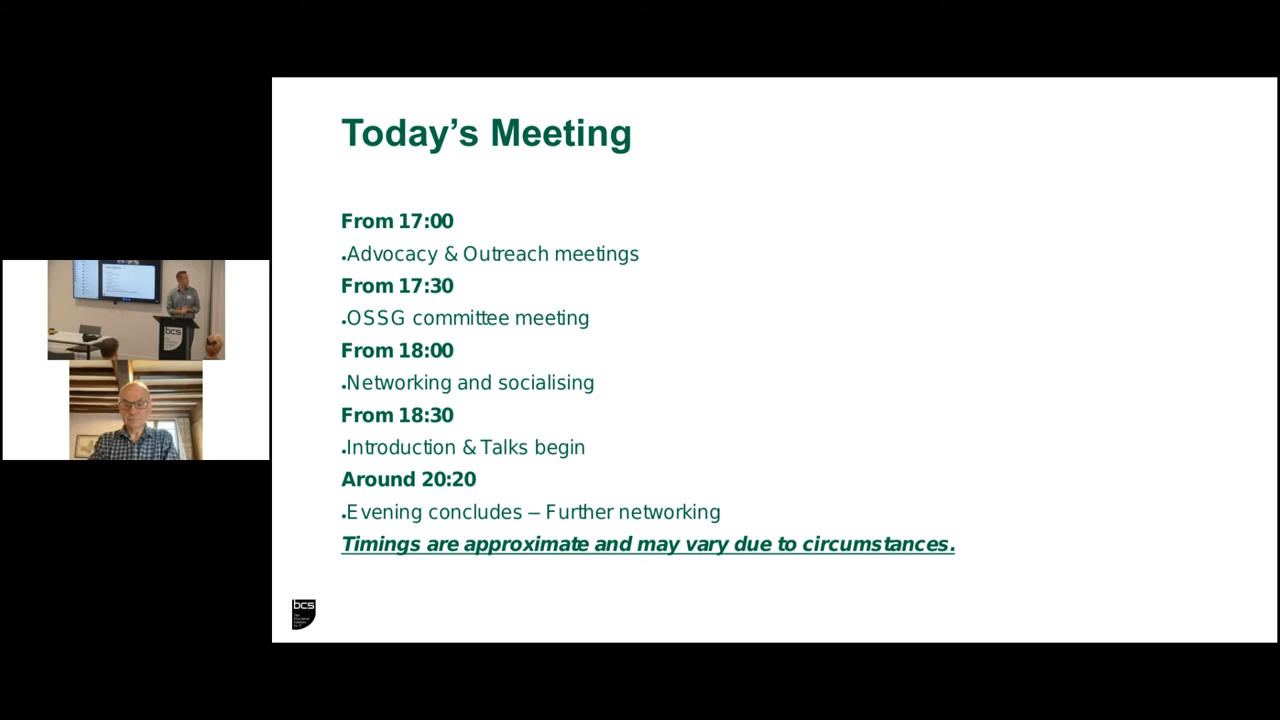 Today’s Meeting
From 17:00
•Advocacy & Outreach meetings
From 17:30
•OSSG committee meeting
From 18:00
•Networking and socialising
From 18:30
•Introduction & Talks begin
Around 20:20
•Evening concludes – Further networking
Timings are approximate and may vary due to circumstances.
bcs
bcs